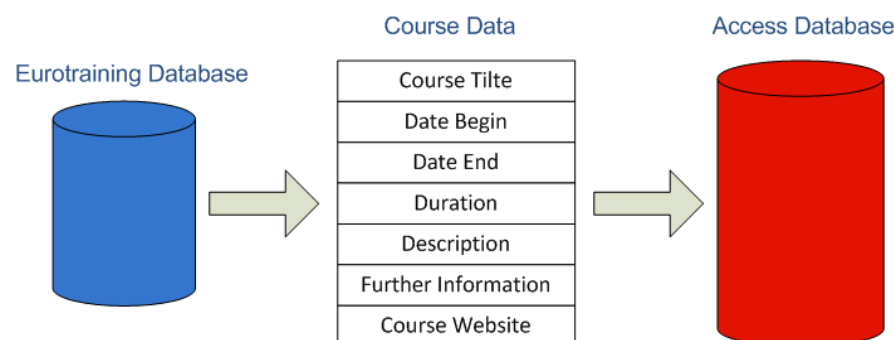 Eurotraining Database
Course Data
Course Tilte
Date Begin
Date End
Duration
Description
Further Information
Course Website
Access Database